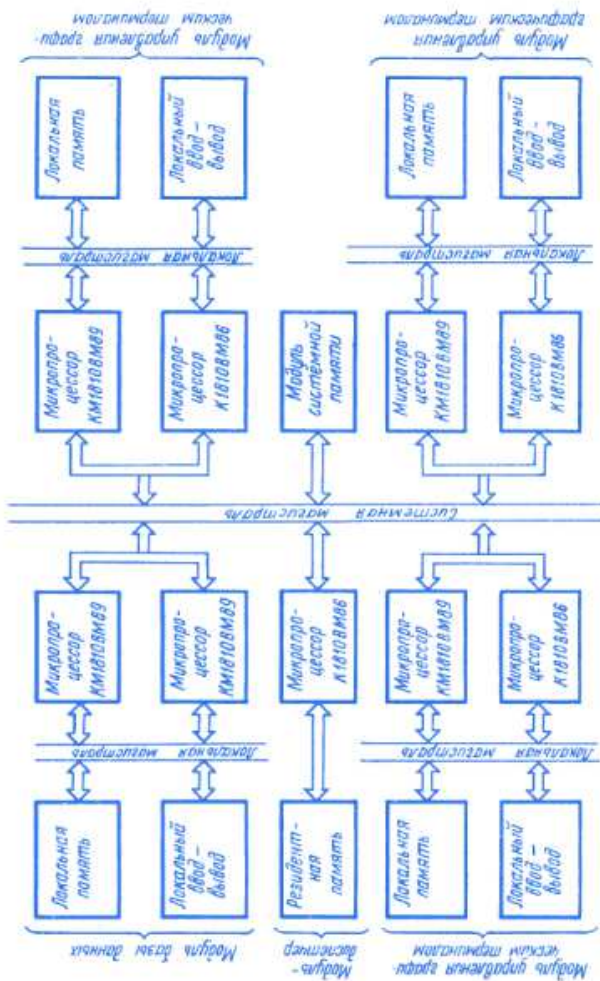 Модуль управления графи-
ческим терминалом
Модуль управления
графическим терминалом
Локальная
память
Локальный
ввод —
вывод
Локальная
память
Локальный
ввод —
вывод
Локальная магистраль
Локальная магистраль
Микропро-
цессор
КМ1810ВМ89
Микропро-
цессор
К1810ВМ86
Модуль
системной
памяти
Микропро-
цессор
КМ1810ВМ89
Микропро-
цессор
К1810ВМ86
Системная магистраль
Микропро-
цессор
КМ1810ВМ89
Микропро-
цессор
КМ1810ВМ89
Микропро-
цессор
К1810ВМ86
Микропро-
цессор
КМ1810ВМ89
Микропро-
цессор
К1810ВМ86
Локальная магистраль
Локальная магистраль
Локальная
память
Локальный
ввод —
вывод
Резидент-
ная
память
Локальная
память
Локальный
ввод —
вывод
Модуль базы данных
Модуль-
диспетчер
Модуль управления графи-
ческим терминалом